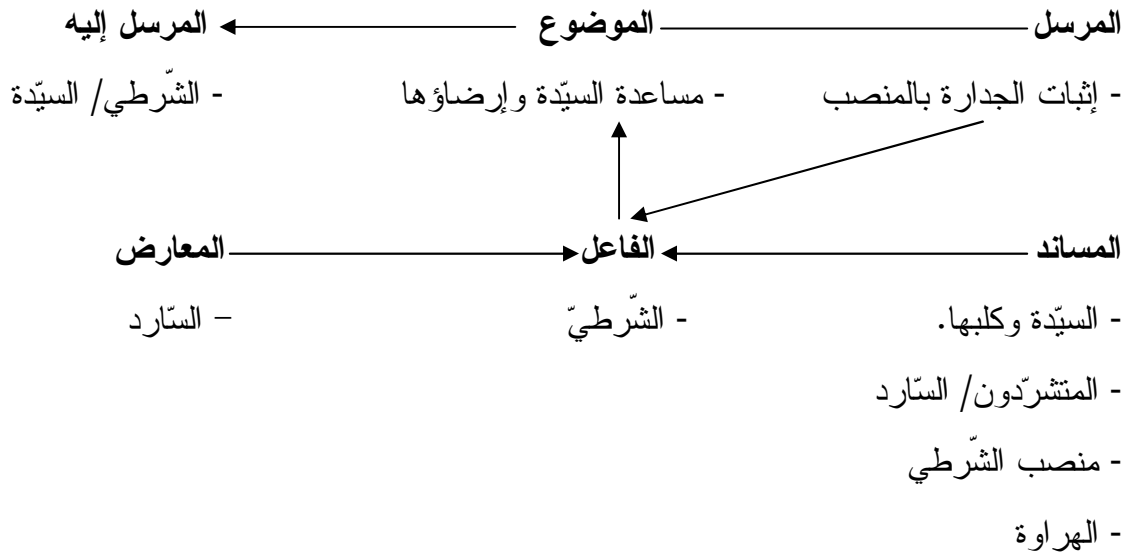 المرسل الموضوع المرسل إليه
- إثبات الجدارة بالمنصب - مساعدة السيّدة وإرضاؤها - الشّرطي/ السيّدة
المساند الفاعل المعارض
- السيّدة وكلبها. - الشّرطيّ – السّارد
- المتشرّدون/ السّارد
- منصب الشّرطي
- الهراوة